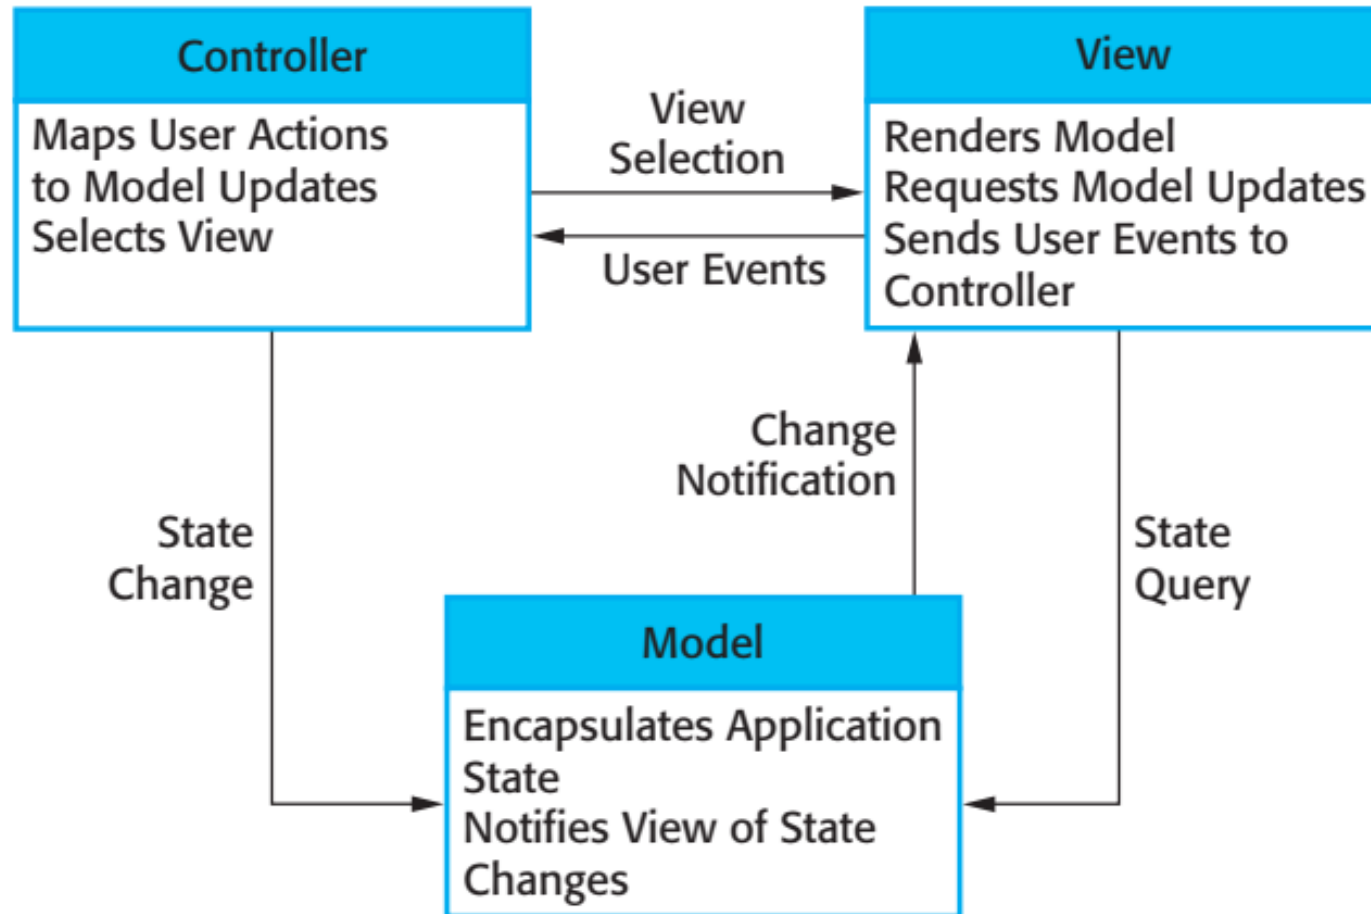 Controller
Maps User Actions
to Model Updates
Selects View
View
Selection
User Events
View
Renders Model
Requests Model Updates
Sends User Events to
Controller
Change
Notification
State
Change
State
Query
Model
Encapsulates Application
State
Notifies View of State
Changes